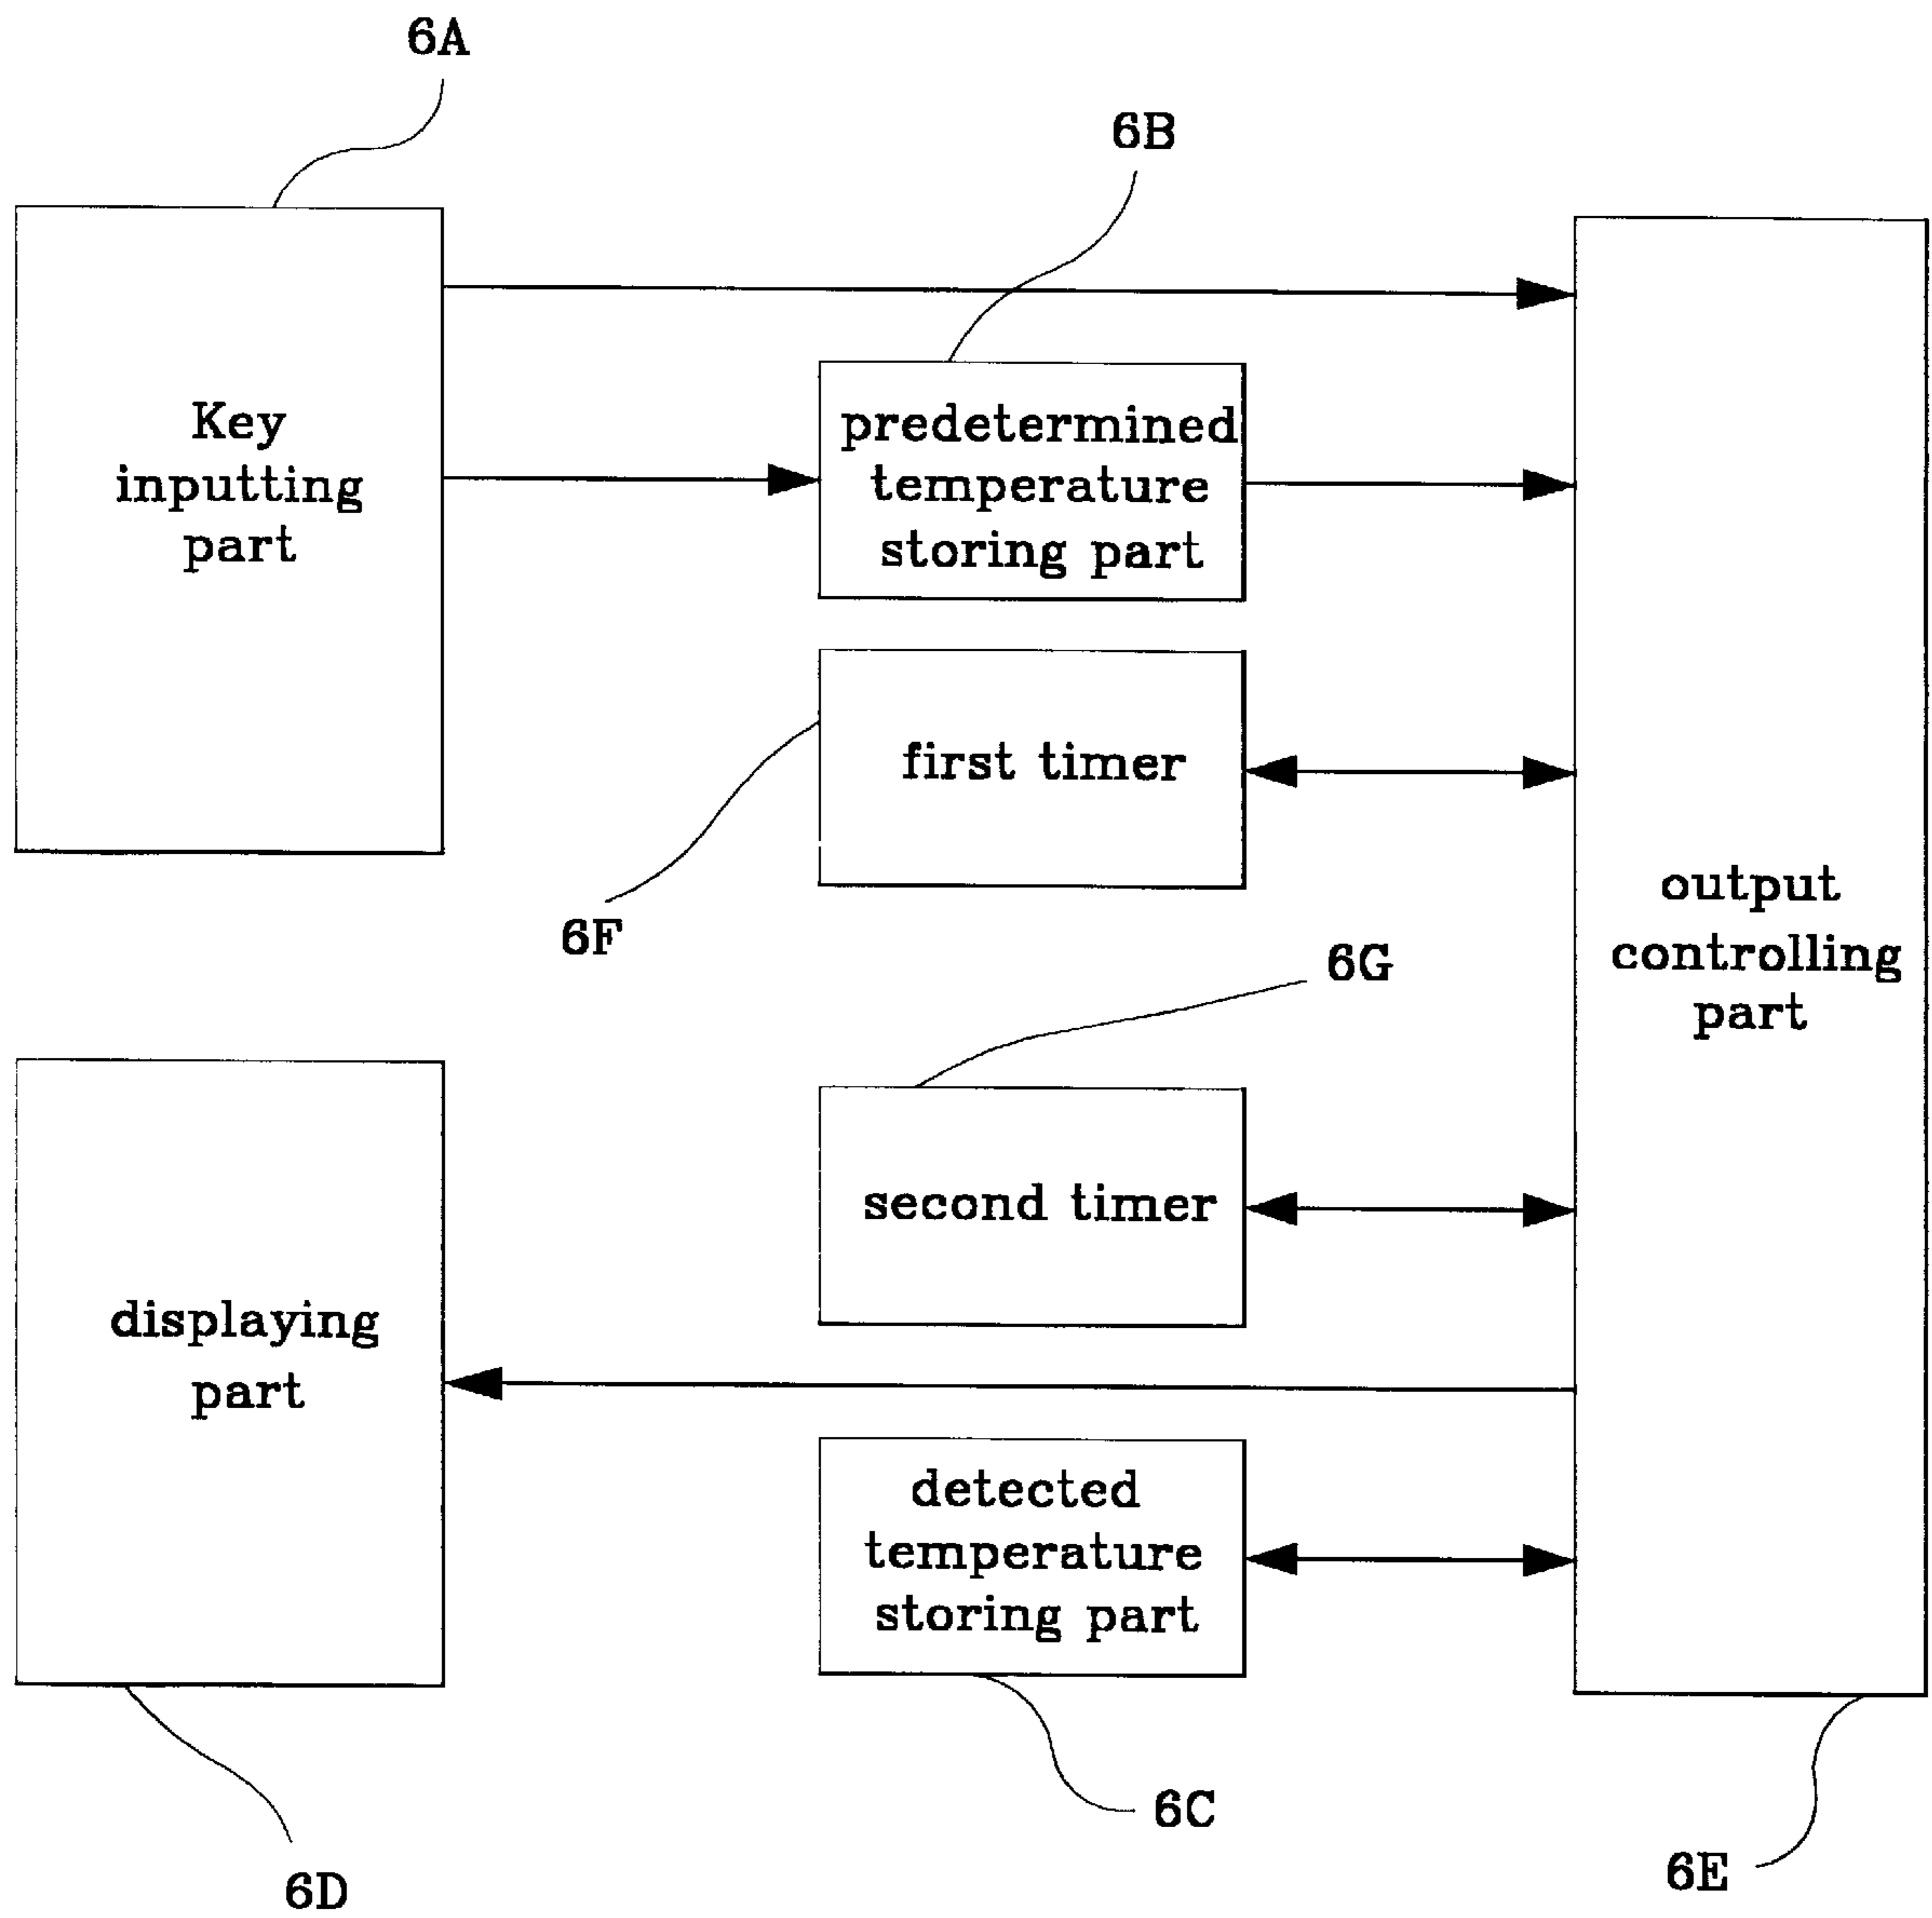 6A
6B
Key
inputting
part
predetermined
temperature
storing part
first timer
6F
output
controlling
part
6G
second timer
displaying
part
detected
temperature
storing part
6C
6D
6E